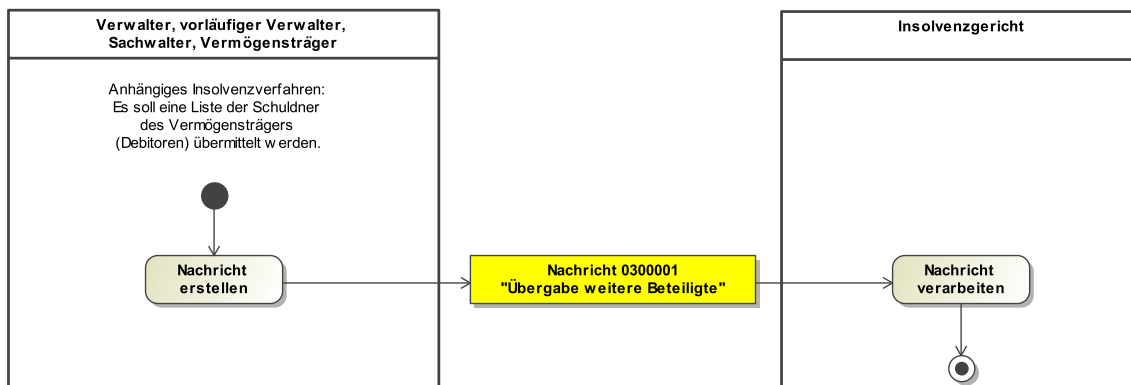 Verwalter, vorläufiger Verwalter,
Sachwalter, Vermögensträger
Insolvenzgericht
Anhängiges Insolvenzverfahren:
Es soll eine Liste der Schuldner
des Vermögensträgers
(Debitoren) übermittelt werden.
Nachricht
erstellen
Nachricht 0300001
"Übergabe weitere Beteiligte"
Nachricht
verarbeiten